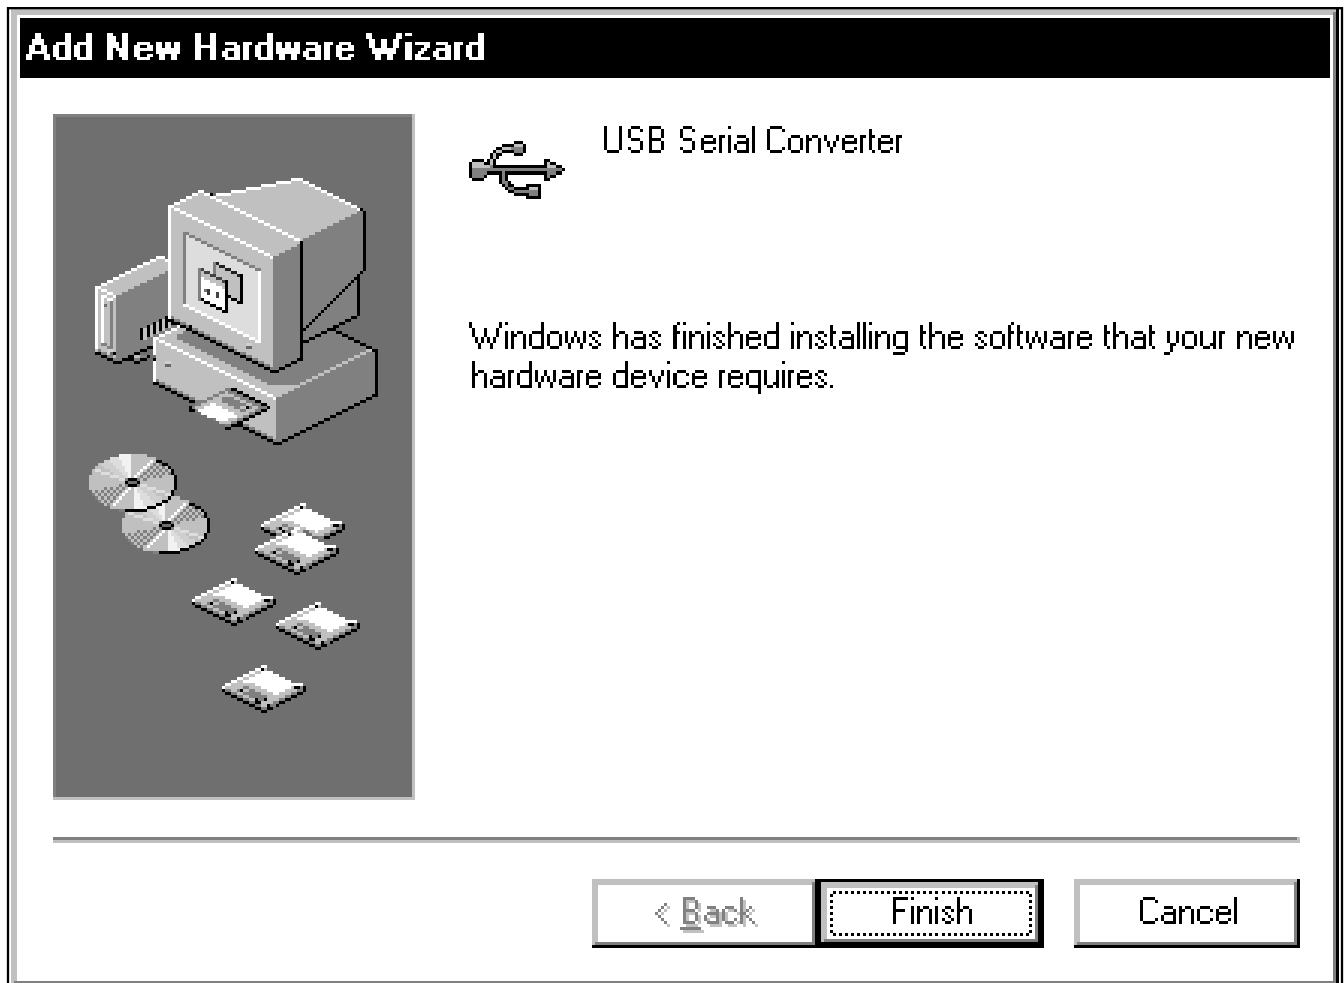 Add New Hardware Wizard
USB Serial Converter
Windows has finished installing the software that your new
hardware device requires.
< Back
Finish
Cancel